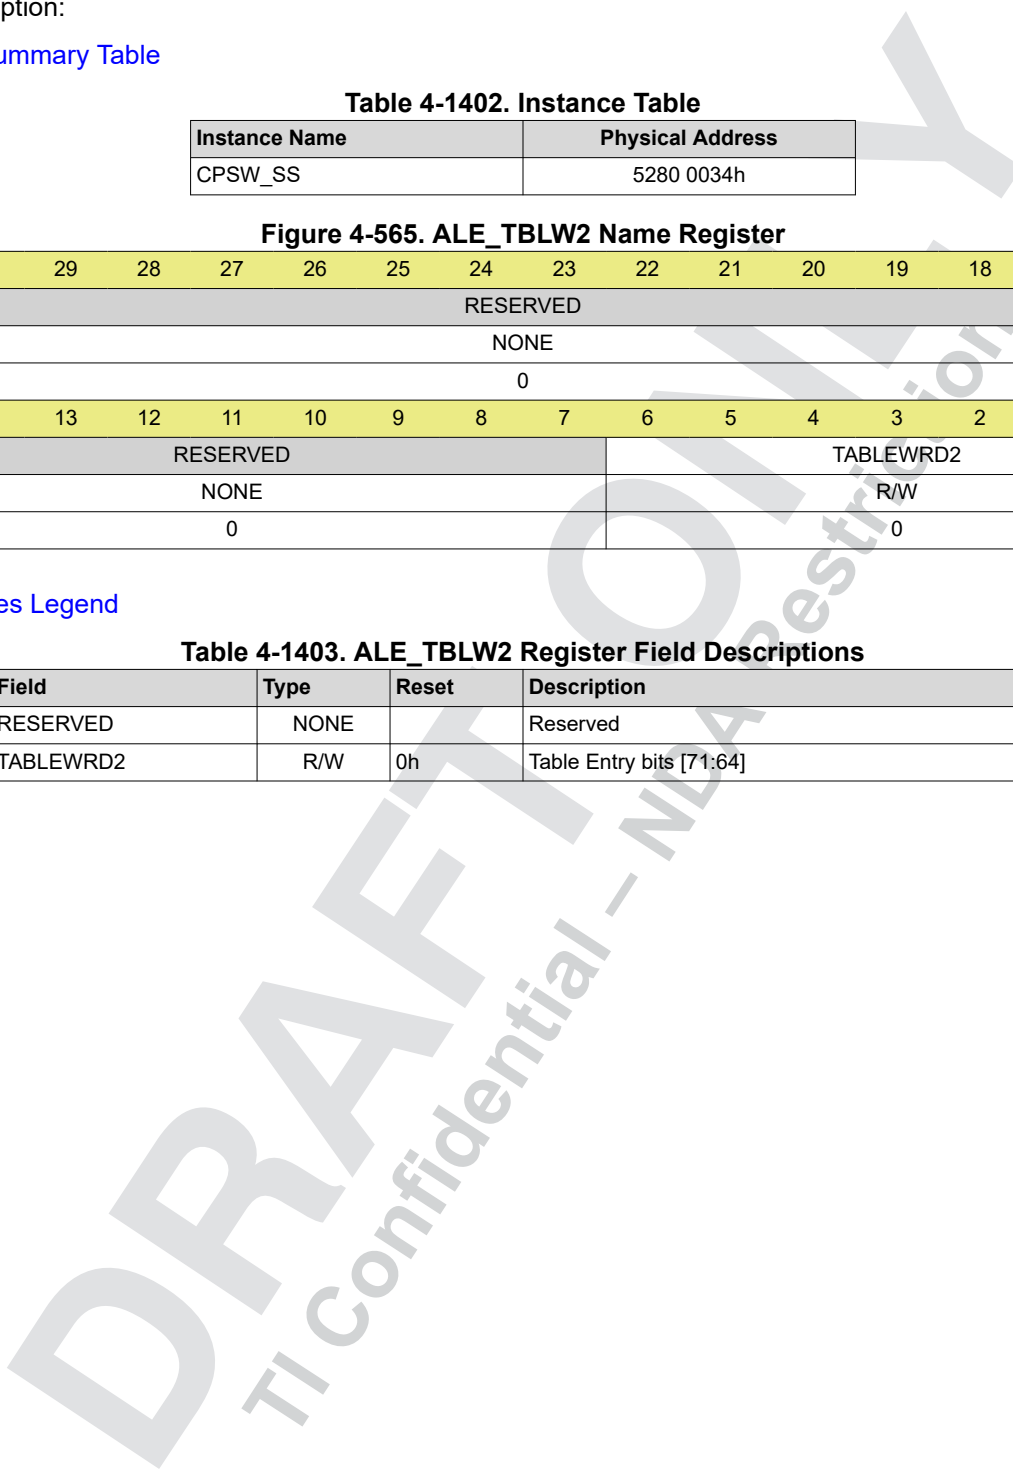 ption:
ummary Table
Table 4-1402. Instance Table
Instance Name Physical Address
CPSW_SS 5280 0034h
Figure 4-565. ALE_TBLW2 Name Register
29 28 27 26 25 24 23 22 21 20 19 18
RESERVED
NONE
0
13 12 11 10 9 8 7 6 5 4 3 2
RESERVED TABLEWRD2
NONE R/W
0 0
es Legend
Table 4-1403. ALE_TBLW2 Register Field Descriptions
Field Type Reset Description
RESERVED NONE Reserved
TABLEWRD2 R/W 0h Table Entry bits [71:64]
DRAFT ONLY
TI Confidential – NDA Restriction